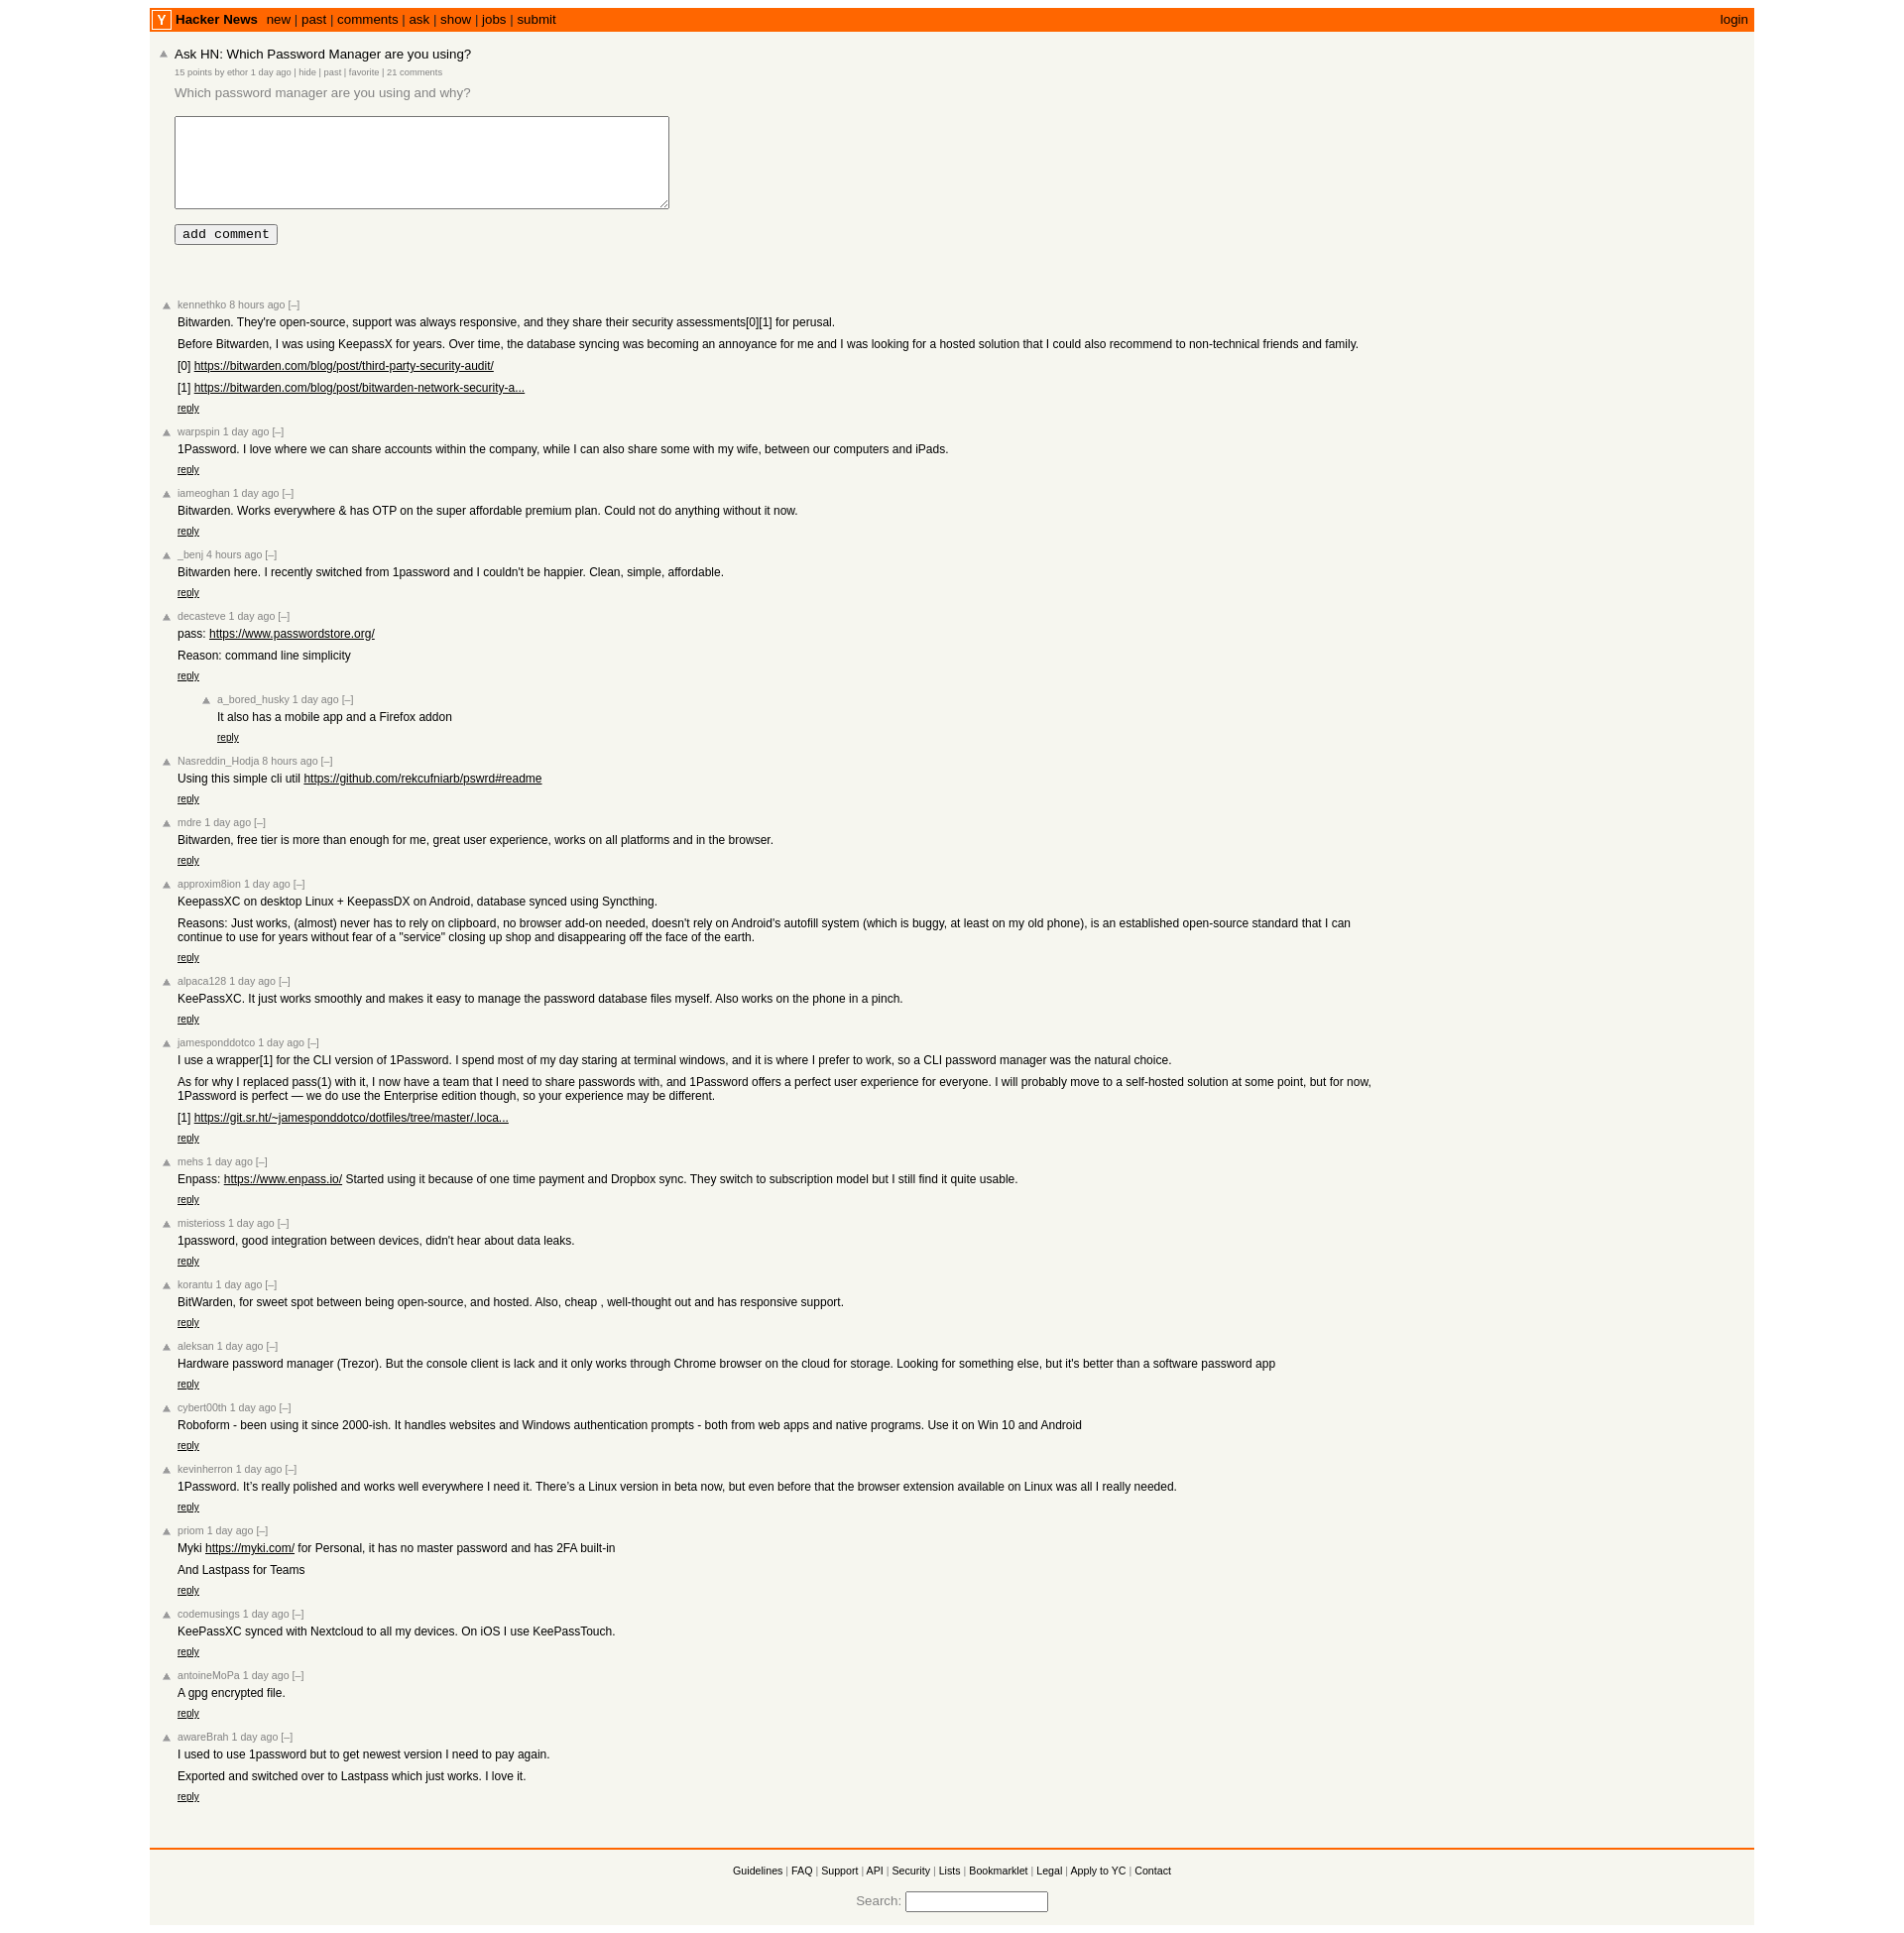 Y Hacker News new | past | comments | ask | show | jobs | submit login
Ask HN: Which Password Manager are you using?
15 points by ethor 1 day ago | hide | past | favorite | 21 comments
Which password manager are you using and why?
add comment
kennethko 8 hours ago [–]
Bitwarden. They're open-source, support was always responsive, and they share their security assessments[0][1] for perusal.
Before Bitwarden, I was using KeepassX for years. Over time, the database syncing was becoming an annoyance for me and I was looking for a hosted solution that I could also recommend to non-technical friends and family.
[0] https://bitwarden.com/blog/post/third-party-security-audit/
[1] https://bitwarden.com/blog/post/bitwarden-network-security-a...
reply
warpspin 1 day ago [–]
1Password. I love where we can share accounts within the company, while I can also share some with my wife, between our computers and iPads.
reply
iameoghan 1 day ago [–]
Bitwarden. Works everywhere & has OTP on the super affordable premium plan. Could not do anything without it now.
reply
_benj 4 hours ago [–]
Bitwarden here. I recently switched from 1password and I couldn't be happier. Clean, simple, affordable.
reply
decasteve 1 day ago [–]
pass: https://www.passwordstore.org/
Reason: command line simplicity
reply
a_bored_husky 1 day ago [–]
It also has a mobile app and a Firefox addon
reply
Nasreddin_Hodja 8 hours ago [–]
Using this simple cli util https://github.com/rekcufniarb/pswrd#readme
reply
mdre 1 day ago [–]
Bitwarden, free tier is more than enough for me, great user experience, works on all platforms and in the browser.
reply
approxim8ion 1 day ago [–]
KeepassXC on desktop Linux + KeepassDX on Android, database synced using Syncthing.
Reasons: Just works, (almost) never has to rely on clipboard, no browser add-on needed, doesn't rely on Android's autofill system (which is buggy, at least on my old phone), is an established open-source standard that I can
continue to use for years without fear of a "service" closing up shop and disappearing off the face of the earth.
reply
alpaca128 1 day ago [–]
KeePassXC. It just works smoothly and makes it easy to manage the password database files myself. Also works on the phone in a pinch.
reply
jamesponddotco 1 day ago [–]
I use a wrapper[1] for the CLI version of 1Password. I spend most of my day staring at terminal windows, and it is where I prefer to work, so a CLI password manager was the natural choice.
As for why I replaced pass(1) with it, I now have a team that I need to share passwords with, and 1Password offers a perfect user experience for everyone. I will probably move to a self-hosted solution at some point, but for now,
1Password is perfect — we do use the Enterprise edition though, so your experience may be different.
[1] https://git.sr.ht/~jamesponddotco/dotfiles/tree/master/.loca...
reply
mehs 1 day ago [–]
Enpass: https://www.enpass.io/ Started using it because of one time payment and Dropbox sync. They switch to subscription model but I still find it quite usable.
reply
misterioss 1 day ago [–]
1password, good integration between devices, didn't hear about data leaks.
reply
korantu 1 day ago [–]
BitWarden, for sweet spot between being open-source, and hosted. Also, cheap , well-thought out and has responsive support.
reply
aleksan 1 day ago [–]
Hardware password manager (Trezor). But the console client is lack and it only works through Chrome browser on the cloud for storage. Looking for something else, but it's better than a software password app
reply
cybert00th 1 day ago [–]
Roboform - been using it since 2000-ish. It handles websites and Windows authentication prompts - both from web apps and native programs. Use it on Win 10 and Android
reply
kevinherron 1 day ago [–]
1Password. It’s really polished and works well everywhere I need it. There’s a Linux version in beta now, but even before that the browser extension available on Linux was all I really needed.
reply
priom 1 day ago [–]
Myki https://myki.com/ for Personal, it has no master password and has 2FA built-in
And Lastpass for Teams
reply
codemusings 1 day ago [–]
KeePassXC synced with Nextcloud to all my devices. On iOS I use KeePassTouch.
reply
antoineMoPa 1 day ago [–]
A gpg encrypted file.
reply
awareBrah 1 day ago [–]
I used to use 1password but to get newest version I need to pay again.
Exported and switched over to Lastpass which just works. I love it.
reply
Guidelines | FAQ | Support | API | Security | Lists | Bookmarklet | Legal | Apply to YC | Contact
Search: